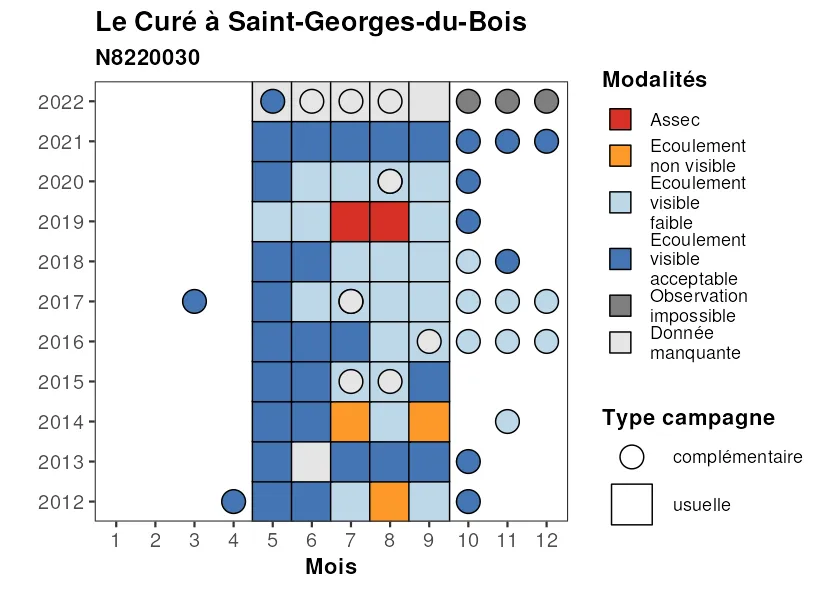 Le Curé à Saint-Georges-du-Bois
N8220030
2022
2021
2020
2019
2018
2017
2016
2015
2014
2013
2012
1 2 3 4 5 6 7 8 9 10 11 12
Mois
Modalités
Assec
Ecoulement
non visible
Ecoulement
visible
faible
Ecoulement
visible
acceptable
Observation
impossible
Donnée
manquante
Type campagne
complémentaire
usuelle